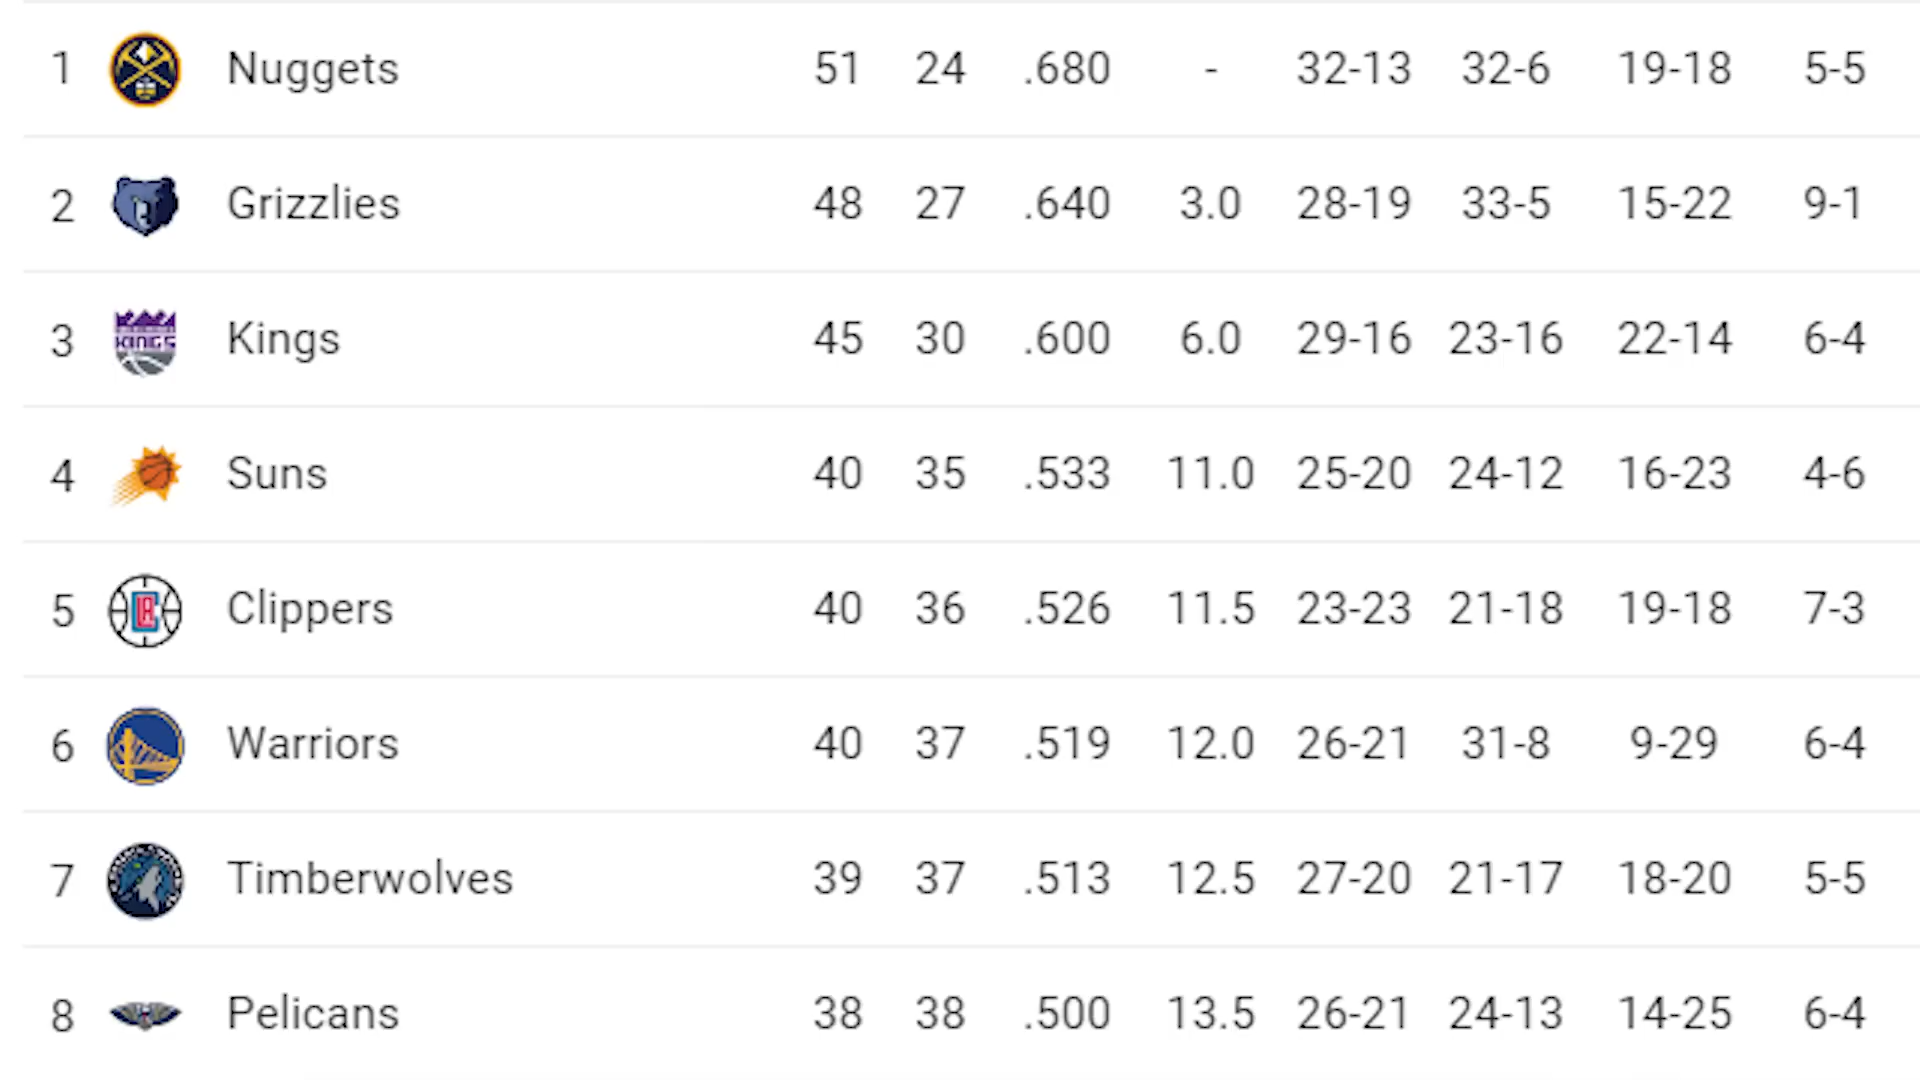 1 Nuggets 51 24 .680 - 32-13 32-6 19-18 5-5
2 Grizzlies 48 27 .640 3.0 28-19 33-5 15-22 9-1
3 KINGS Kings 45 30 .600 6.0 29-16 23-16 22-14 6-4
4 Suns 40 35 .533 11.0 25-20 24-12 16-23 4-6
5 LA Clippers 40 36 .526 11.5 23-23 21-18 19-18 7-3
6 Warriors 40 37 .519 12.0 26-21 31-8 9-29 6-4
7 Timberwolves 39 37 .513 12.5 27-20 21-17 18-20 5-5
8 Pelicans 38 38 .500 13.5 26-21 24-13 14-25 6-4